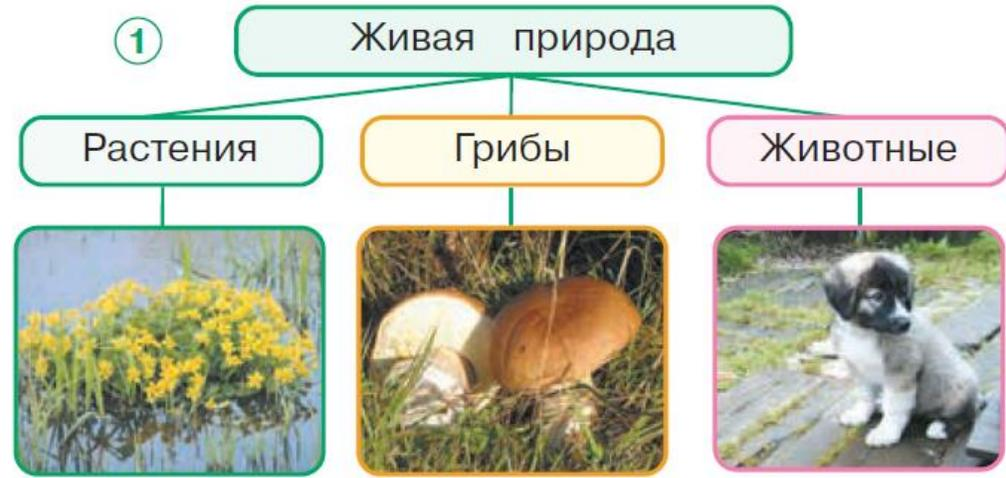 1
Живая природа
Растения
Грибы
Животные